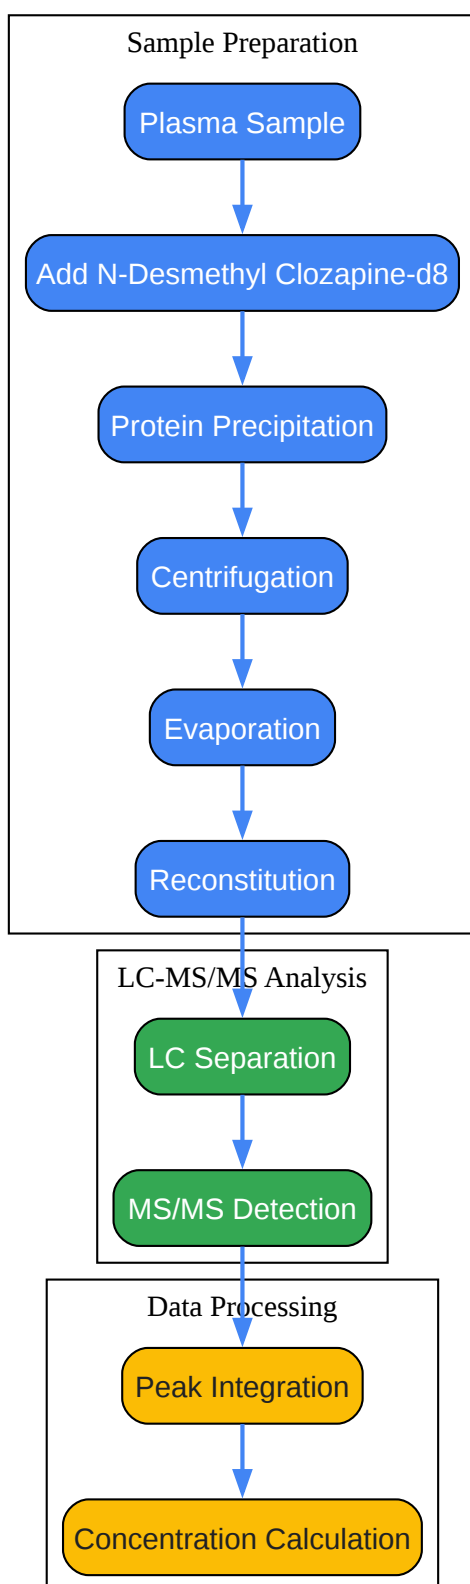 Sample Preparation
Plasma Sample
Add N-Desmethyl Clozapine-d8
Protein Precipitation
Centrifugation
Evaporation
Reconstitution
LC-MS/MS Analysis
LC Separation
MS/MS Detection
Data Processing
Peak Integration
Concentration Calculation